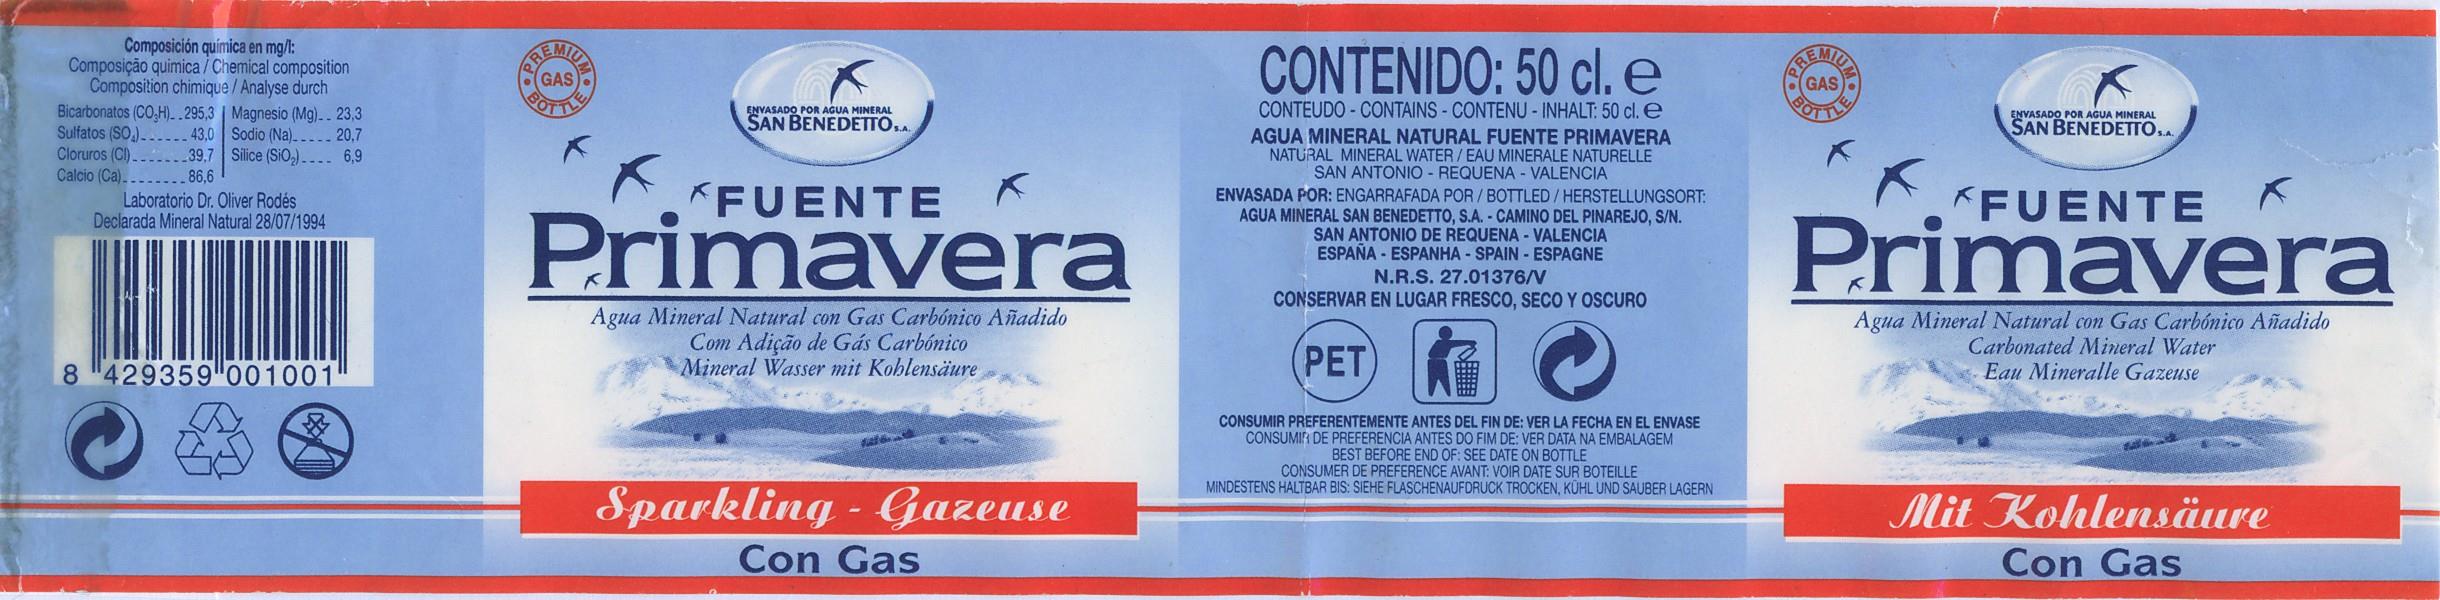 Composición química en mg/l:
Composição quimica / Chemical composition
Composition chimique / Analyse durch
Bicarbonatos (CO₃H)..295,3
Sulfatos (SO₄)......43,0
Cloruros (Cl)........39,7
Calcio (Ca)..........86,6
Magnesio (Mg)..23,3
Sodio (Na).....20,7
Sílice (SiO₂).....6,9
Laboratorio Dr. Oliver Rodés
Declarada Mineral Natural 28/07/1994
8 429359 001001
PREMIUM
GAS
BOTTLE
ENVASADO POR AGUA MINERAL
SAN BENEDETTO S.A.
FUENTE
Primavera
Agua Mineral Natural con Gas Carbónico Añadido
Com Adição de Gás Carbónico
Mineral Wasser mit Kohlensäure
Sparkling - Gazeuse
Con Gas
CONTENIDO: 50 cl. e
CONTEUDO - CONTAINS - CONTENU - INHALT: 50 cl. e
AGUA MINERAL NATURAL FUENTE PRIMAVERA
NATURAL MINERAL WATER / EAU MINERALE NATURELLE
SAN ANTONIO - REQUENA - VALENCIA
ENVASADA POR: ENGARRAFADA POR / BOTTLED / HERSTELLUNGSORT:
AGUA MINERAL SAN BENEDETTO, S.A. - CAMINO DEL PINAREJO, S/N.
SAN ANTONIO DE REQUENA - VALENCIA
ESPAÑA - ESPANHA - SPAIN - ESPAGNE
N.R.S. 27.01376/V
CONSERVAR EN LUGAR FRESCO, SECO Y OSCURO
PET
CONSUMIR PREFERENTEMENTE ANTES DEL FIN DE: VER LA FECHA EN EL ENVASE
CONSUMIR DE PREFERENCIA ANTES DO FIM DE: VER DATA NA EMBALAGEM
BEST BEFORE END OF: SEE DATE ON BOTTLE
CONSUMER DE PREFERENCE AVANT: VOIR DATE SUR BOTEILLE
MINDESTENS HALTBAR BIS: SIEHE FLASCHENAUFDRUCK TROCKEN, KÜHL UND SAUBER LAGERN
PREMIUM
GAS
BOTTLE
ENVASADO POR AGUA MINERAL
SAN BENEDETTO S.A.
FUENTE
Primavera
Agua Mineral Natural con Gas Carbónico Añadido
Carbonated Mineral Water
Eau Mineralle Gazeuse
Mit Kohlensäure
Con Gas